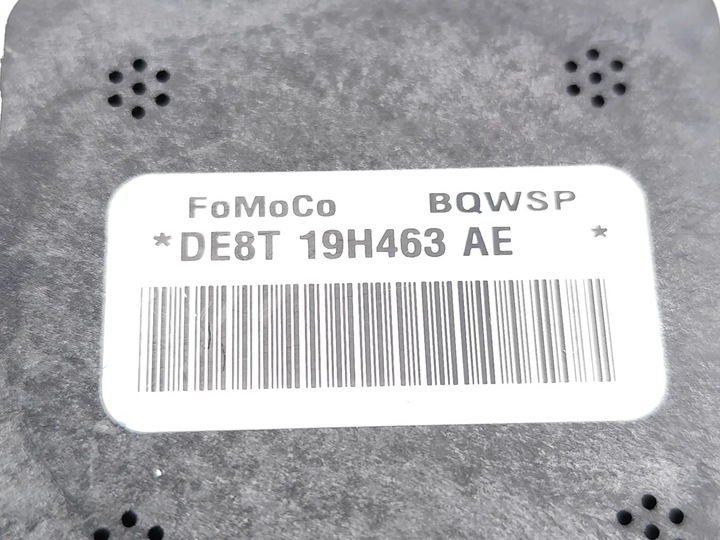 FoMoCo BQWSP
*DE8T 19H463 AE *